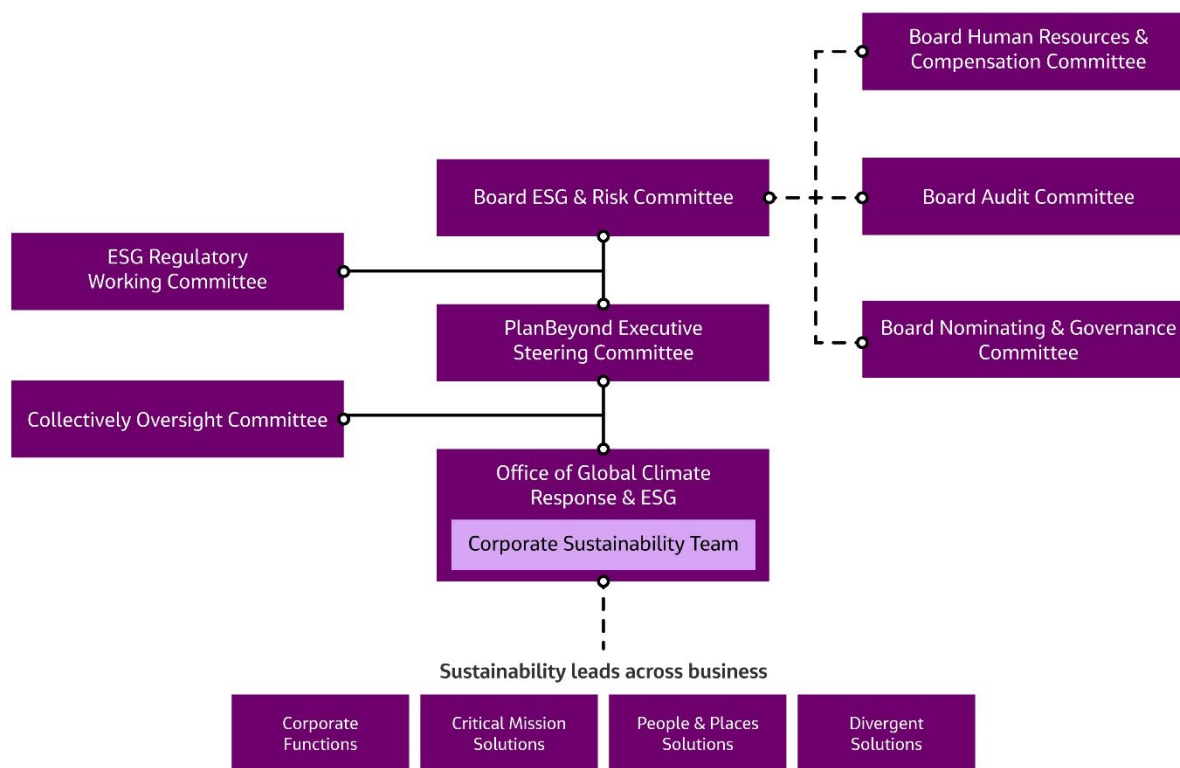 Board Human Resources &
Compensation Committee
Board ESG & Risk Committee
Board Audit Committee
ESG Regulatory
Working Committee
PlanBeyond Executive
Steering Committee
Board Nominating & Governance
Committee
Collectively Oversight Committee
Office of Global Climate
Response & ESG
Corporate Sustainability Team
Sustainability leads across business
Corporate
Functions
Critical Mission
Solutions
People & Places
Solutions
Divergent
Solutions